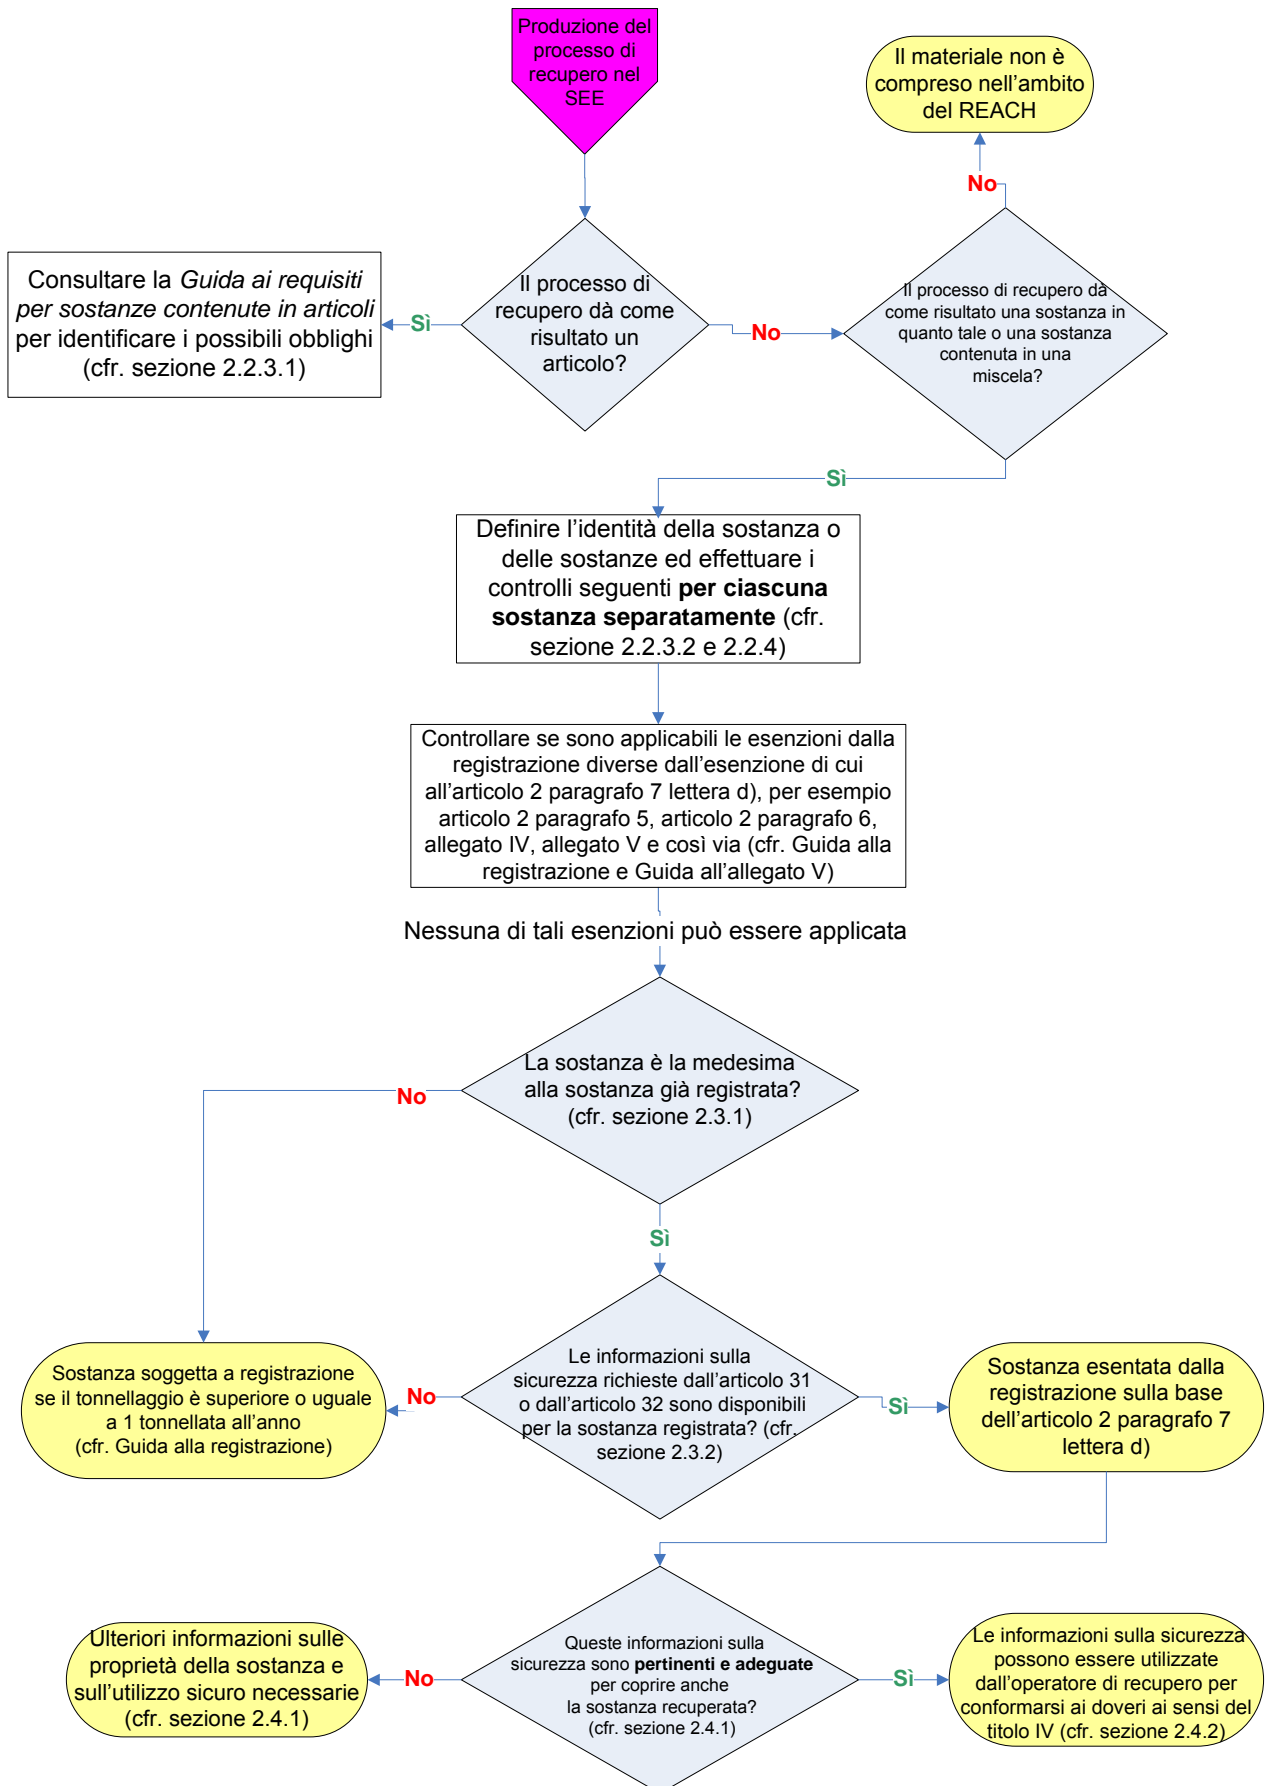 Produzione del
processo di
recupero nel
SEE
Il materiale non è
compreso nell’ambito
del REACH
No
Consultare la Guida ai requisiti
per sostanze contenute in articoli
per identificare i possibili obblighi
(cfr. sezione 2.2.3.1)
Sì
Il processo di
recupero dà come
risultato un
articolo?
No
Il processo di recupero dà
come risultato una sostanza in
quanto tale o una sostanza
contenuta in una
miscela?
Sì
Definire l’identità della sostanza o
delle sostanze ed effettuare i
controlli seguenti per ciascuna
sostanza separatamente (cfr.
sezione 2.2.3.2 e 2.2.4)
Controllare se sono applicabili le esenzioni dalla
registrazione diverse dall’esenzione di cui
all’articolo 2 paragrafo 7 lettera d), per esempio
articolo 2 paragrafo 5, articolo 2 paragrafo 6,
allegato IV, allegato V e così via (cfr. Guida alla
registrazione e Guida all’allegato V)
Nessuna di tali esenzioni può essere applicata
La sostanza è la medesima
alla sostanza già registrata?
(cfr. sezione 2.3.1)
No
Sì
Sostanza soggetta a registrazione
se il tonnellaggio è superiore o uguale
a 1 tonnellata all’anno
(cfr. Guida alla registrazione)
No
Le informazioni sulla
sicurezza richieste dall’articolo 31
o dall’articolo 32 sono disponibili
per la sostanza registrata? (cfr.
sezione 2.3.2)
Sì
Sostanza esentata dalla
registrazione sulla base
dell’articolo 2 paragrafo 7
lettera d)
Ulteriori informazioni sulle
proprietà della sostanza e
sull’utilizzo sicuro necessarie
(cfr. sezione 2.4.1)
No
Queste informazioni sulla
sicurezza sono pertinenti e adeguate
per coprire anche
la sostanza recuperata?
(cfr. sezione 2.4.1)
Sì
Le informazioni sulla sicurezza
possono essere utilizzate
dall’operatore di recupero per
conformarsi ai doveri ai sensi del
titolo IV (cfr. sezione 2.4.2)